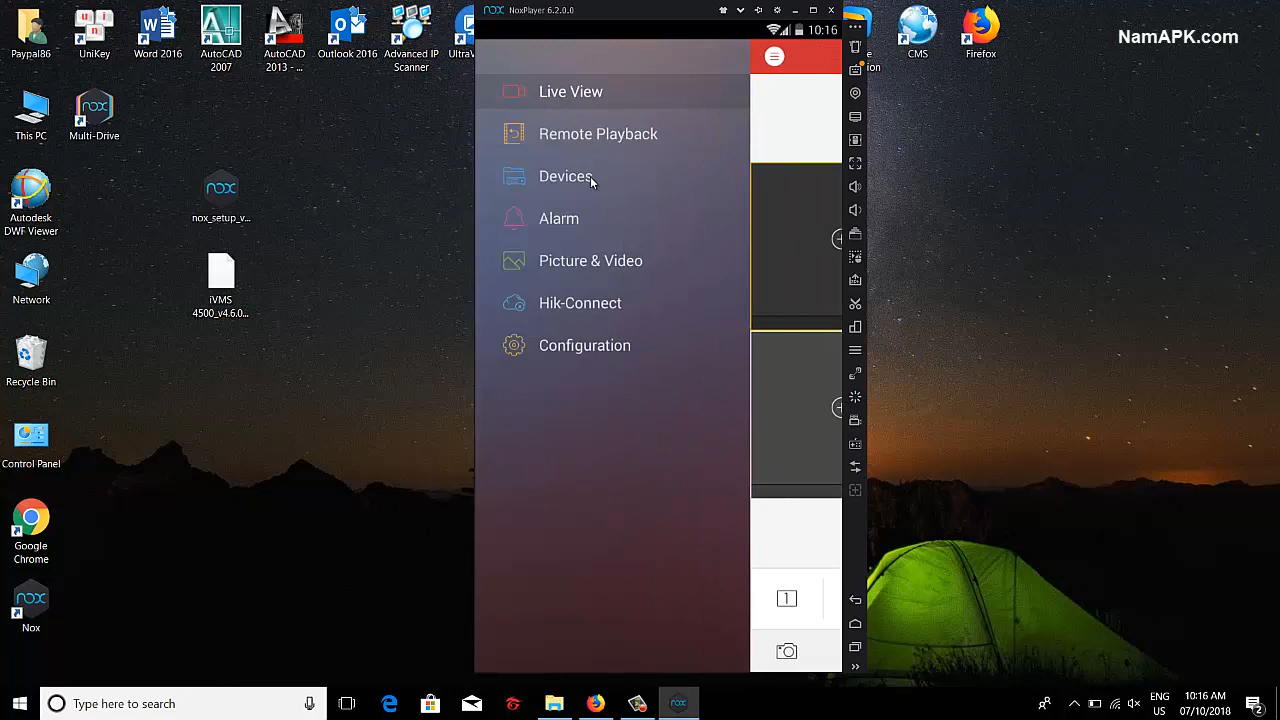 NoxPlayer 6.2.0.0
10:16
NamAPK.com
Live View
Remote Playback
Devices
Alarm
Picture & Video
Hik-Connect
Configuration
1
Paypal86
UniKey
Word 2016
AutoCAD
2007
AutoCAD
2013 - ...
Outlook 2016
Advanced IP
Scanner
UltraV
CMS
Firefox
This PC
Multi-Drive
Autodesk
DWF Viewer
nox_setup_v...
Network
iVMS
4500_v4.6.0...
Recycle Bin
Control Panel
Google
Chrome
Nox
Type here to search
ENG
US
10:16 AM
07/10/2018
2